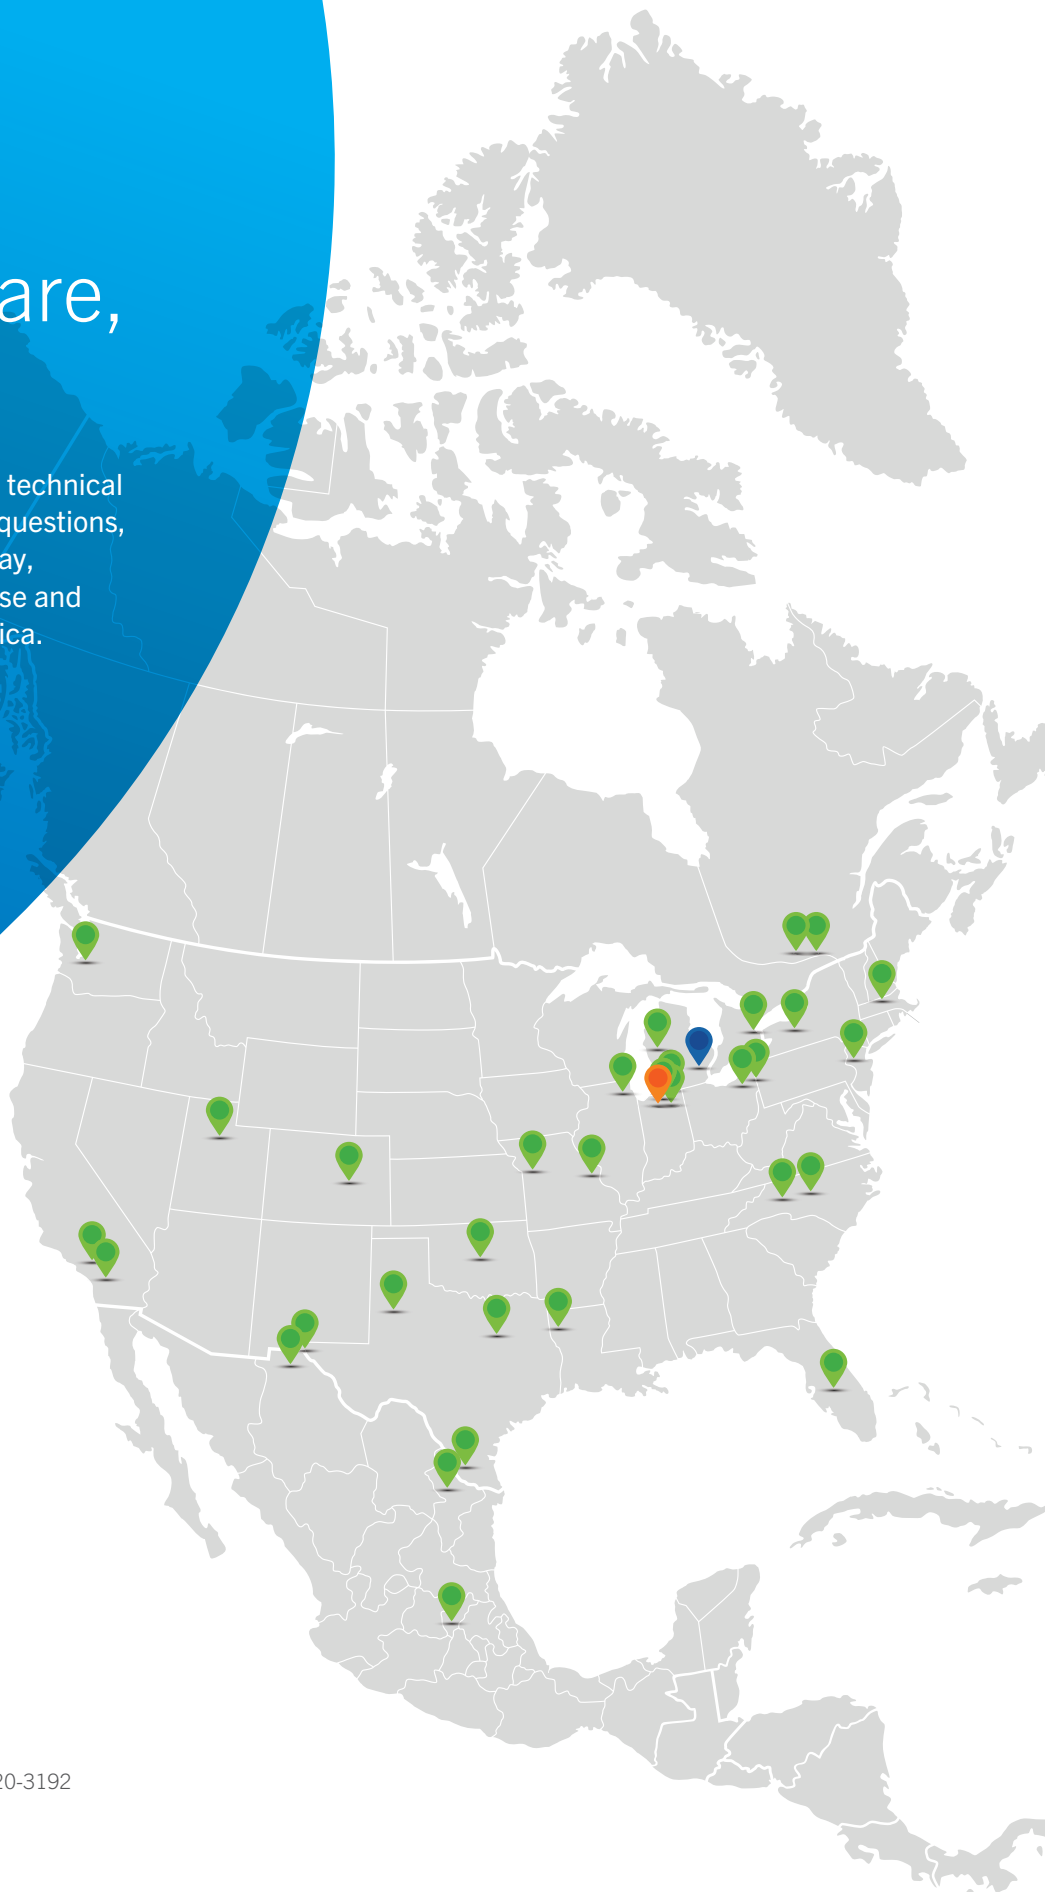 are,
technical
questions,
ay,
se and
ica.
20-3192